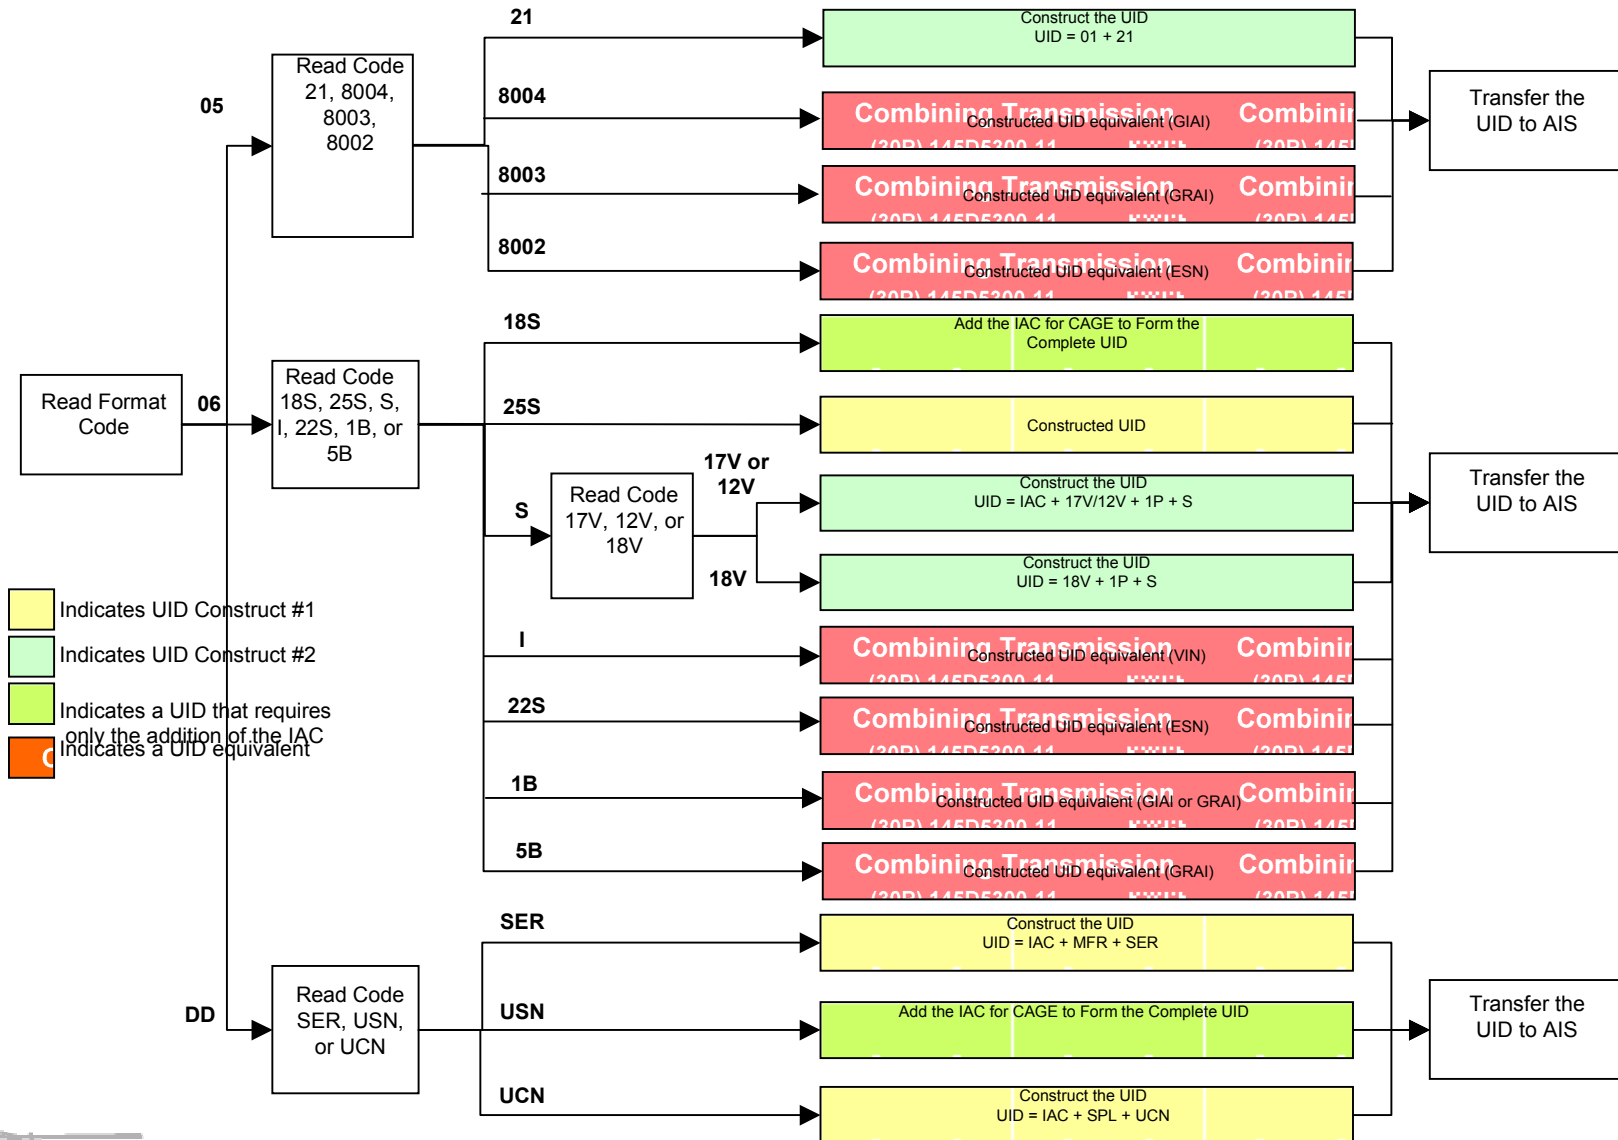 21
Construct the UID
UID = 01 + 21
Read Code
21, 8004,
8003,
8002
05
8004
Combining Transmission Combinin
Constructed UID equivalent (GIAI)
Transfer the
UID to AIS
8003
Combining Transmission Combinin
Constructed UID equivalent (GRAI)
8002
Combining Transmission Combinin
Constructed UID equivalent (ESN)
18S
Add the IAC for CAGE to Form the
Complete UID
Read Format
Code
06
Read Code
18S, 25S, S,
I, 22S, 1B, or
5B
25S
Constructed UID
S
Read Code
17V, 12V, or
18V
17V or
12V
Construct the UID
UID = IAC + 17V/12V + 1P + S
Transfer the
UID to AIS
18V
Construct the UID
UID = 18V + 1P + S
Indicates UID Construct #1
Indicates UID Construct #2
Indicates a UID that requires
only the addition of the IAC
Indicates a UID equivalent
I
Combining Transmission Combinin
Constructed UID equivalent (VIN)
22S
Combining Transmission Combinin
Constructed UID equivalent (ESN)
1B
Combining Transmission Combinin
Constructed UID equivalent (GIAI or GRAI)
5B
Combining Transmission Combinin
Constructed UID equivalent (GRAI)
SER
Construct the UID
UID = IAC + MFR + SER
DD
Read Code
SER, USN,
or UCN
USN
Add the IAC for CAGE to Form the Complete UID
Transfer the
UID to AIS
UCN
Construct the UID
UID = IAC + SPL + UCN